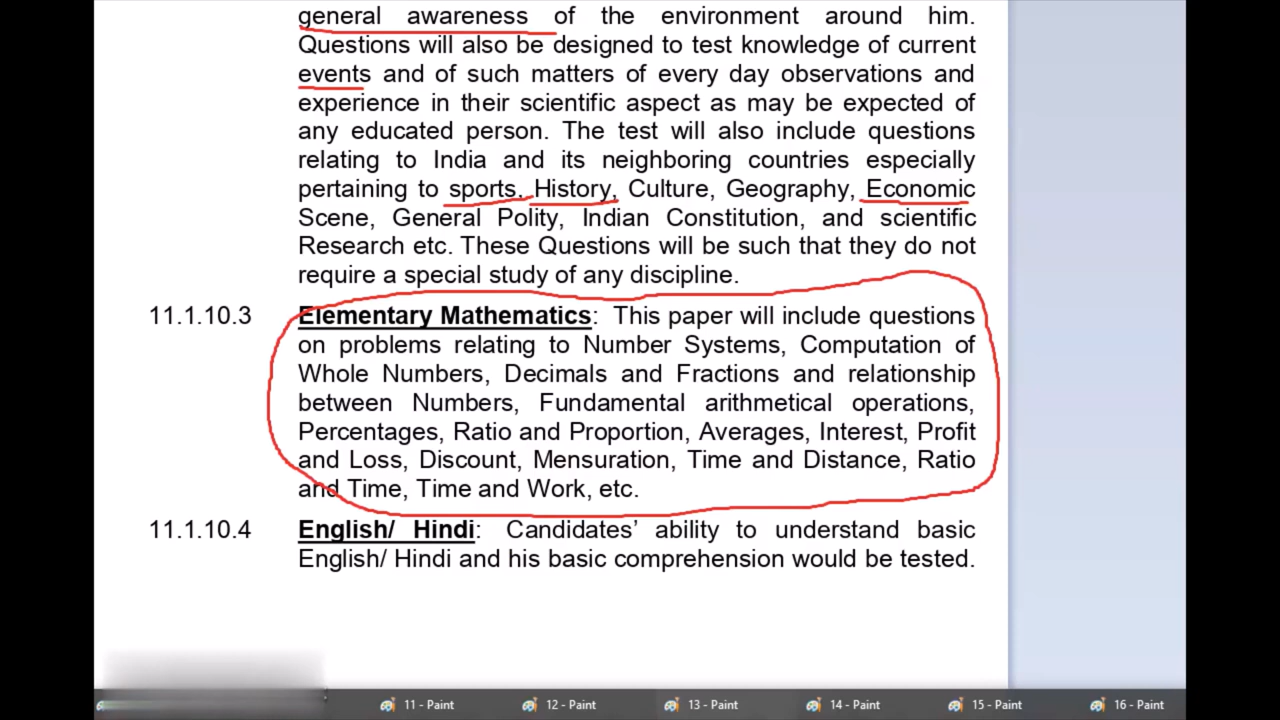 general awareness of the environment around him.
Questions will also be designed to test knowledge of current
events and of such matters of every day observations and
experience in their scientific aspect as may be expected of
any educated person. The test will also include questions
relating to India and its neighboring countries especially
pertaining to sports, History, Culture, Geography, Economic
Scene, General Polity, Indian Constitution, and scientific
Research etc. These Questions will be such that they do not
require a special study of any discipline.
11.1.10.3 Elementary Mathematics: This paper will include questions
on problems relating to Number Systems, Computation of
Whole Numbers, Decimals and Fractions and relationship
between Numbers, Fundamental arithmetical operations,
Percentages, Ratio and Proportion, Averages, Interest, Profit
and Loss, Discount, Mensuration, Time and Distance, Ratio
and Time, Time and Work, etc.
11.1.10.4 English/ Hindi: Candidates' ability to understand basic
English/ Hindi and his basic comprehension would be tested.
11 - Paint 12 - Paint 13 - Paint 14 - Paint 15 - Paint 16 - Paint